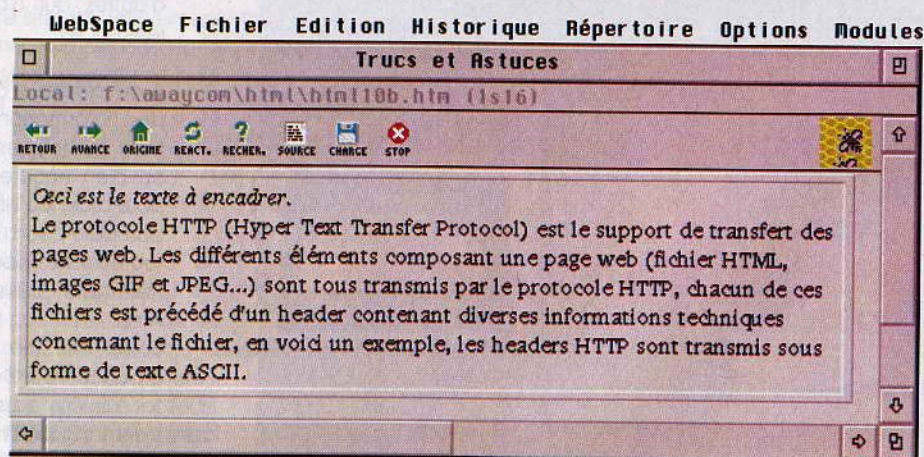 WebSpace Fichier Edition Historique Répertoire Options Modules
Trucs et Astuces
Local: f:\awaycom\html\html10b.htm (1s16)
RETOUR AVANCE ORIGINE REACT. RECHER. SOURCE CHARGE STOP
Ceci est le texte à encadrer.
Le protocole HTTP (Hyper Text Transfer Protocol) est le support de transfert des
pages web. Les différents éléments composant une page web (fichier HTML,
images GIF et JPEG...) sont tous transmis par le protocole HTTP, chacun de ces
fichiers est précédé d'un header contenant diverses informations techniques
concernant le fichier, en voici un exemple, les headers HTTP sont transmis sous
forme de texte ASCII.